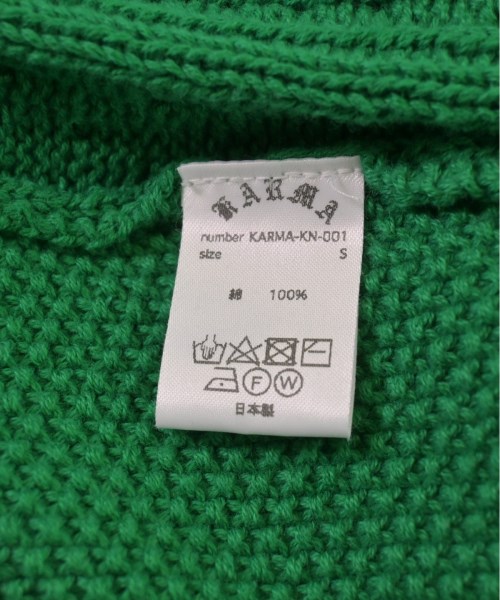 KARMA
number KARMA-KN-001
size S
綿 100%
F W
日本製